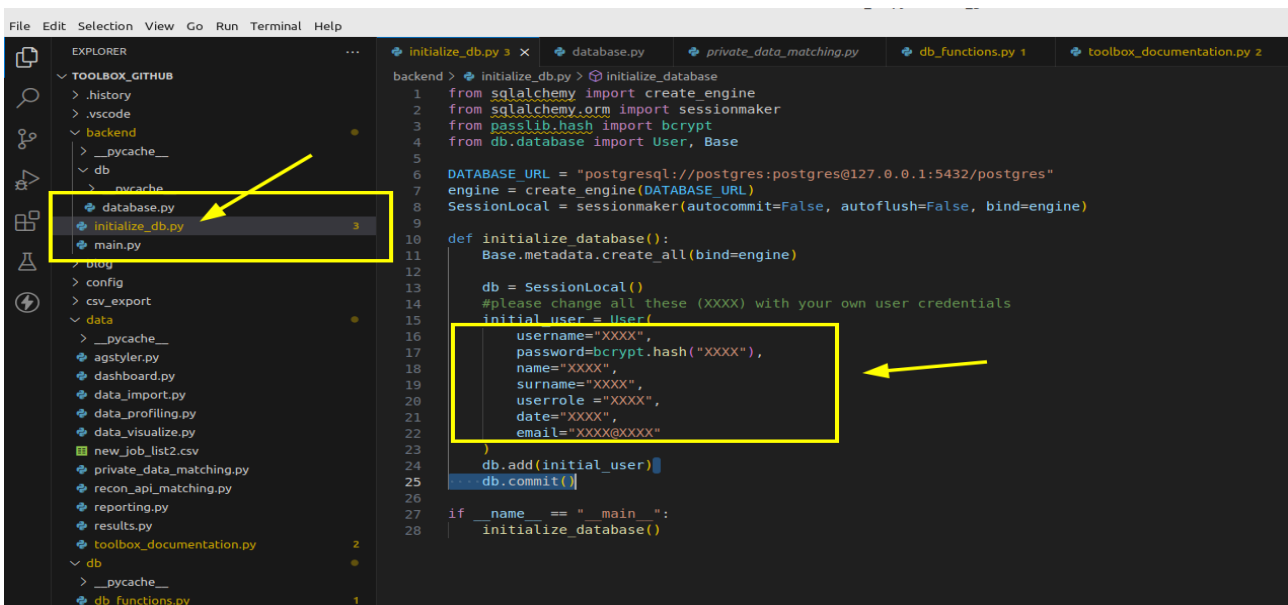 File Edit Selection View Go Run Terminal Help
EXPLORER ...
TOOLBOX_GITHUB
.history
.vscode
backend
__pycache__
db
__pycache__
database.py
initialize_db.py 3
main.py
blog
config
csv_export
data
__pycache__
agstyler.py
dashboard.py
data_import.py
data_profiling.py
data_visualize.py
new_job_list2.csv
private_data_matching.py
recon_api_matching.py
reporting.py
results.py
toolbox_documentation.py 2
db
__pycache__
db_functions.py 1
initialize_db.py 3 database.py private_data_matching.py db_functions.py 1 toolbox_documentation.py 2
backend > initialize_db.py > initialize_database
1 from sqlalchemy import create_engine
2 from sqlalchemy.orm import sessionmaker
3 from passlib.hash import bcrypt
4 from db.database import User, Base
5
6 DATABASE_URL = "postgresql://postgres:postgres@127.0.0.1:5432/postgres"
7 engine = create_engine(DATABASE_URL)
8 SessionLocal = sessionmaker(autocommit=False, autoflush=False, bind=engine)
9
10 def initialize_database():
11 Base.metadata.create_all(bind=engine)
12
13 db = SessionLocal()
14 #please change all these (XXXX) with your own user credentials
15 initial_user = User(
16 username="XXXX",
17 password=bcrypt.hash("XXXX"),
18 name="XXXX",
19 surname="XXXX",
20 userrole ="XXXX",
21 date="XXXX",
22 email="XXXX@XXXX"
23 )
24 db.add(initial_user)
25 db.commit()
26
27 if __name__ == "__main__":
28 initialize_database()